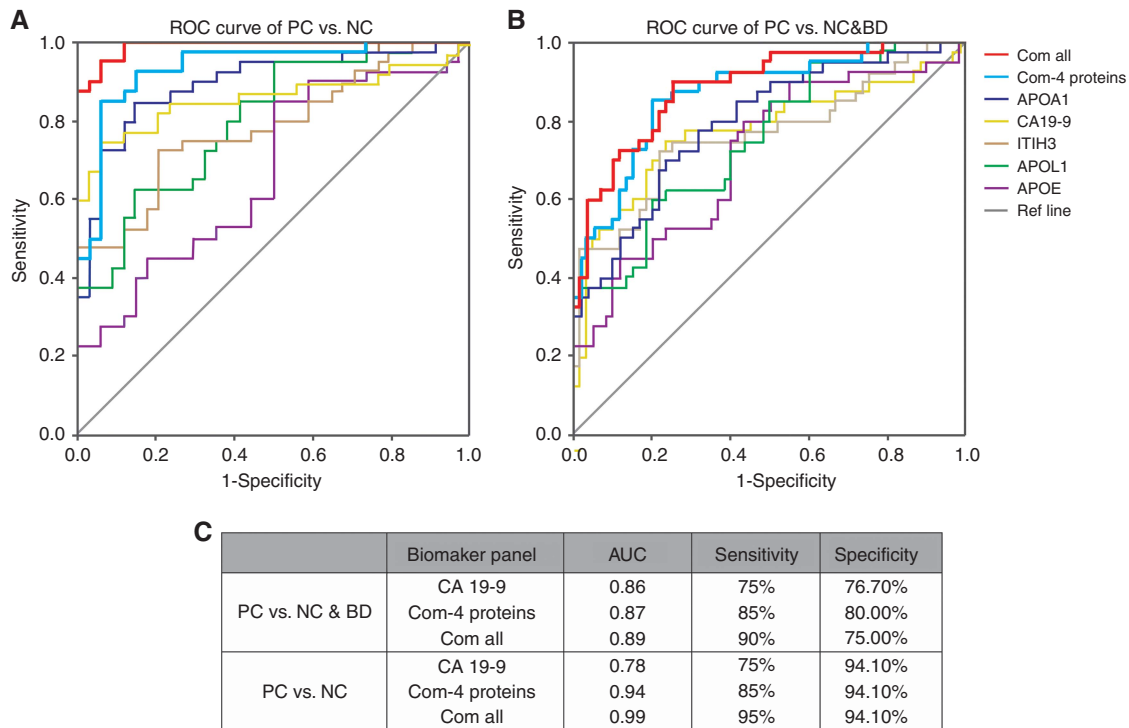 A
ROC curve of PC vs. NC
1.0
0.8
0.6
0.4
0.2
0.0
Sensitivity
0.0 0.2 0.4 0.6 0.8 1.0
1-Specificity
B
ROC curve of PC vs. NC&BD
1.0
0.8
0.6
0.4
0.2
0.0
Sensitivity
0.0 0.2 0.4 0.6 0.8 1.0
1-Specificity
Com all
Com-4 proteins
APOA1
CA19-9
ITIH3
APOL1
APOE
Ref line
C
Biomaker panel AUC Sensitivity Specificity
PC vs. NC & BD
CA 19-9 0.86 75% 76.70%
Com-4 proteins 0.87 85% 80.00%
Com all 0.89 90% 75.00%
PC vs. NC
CA 19-9 0.78 75% 94.10%
Com-4 proteins 0.94 85% 94.10%
Com all 0.99 95% 94.10%